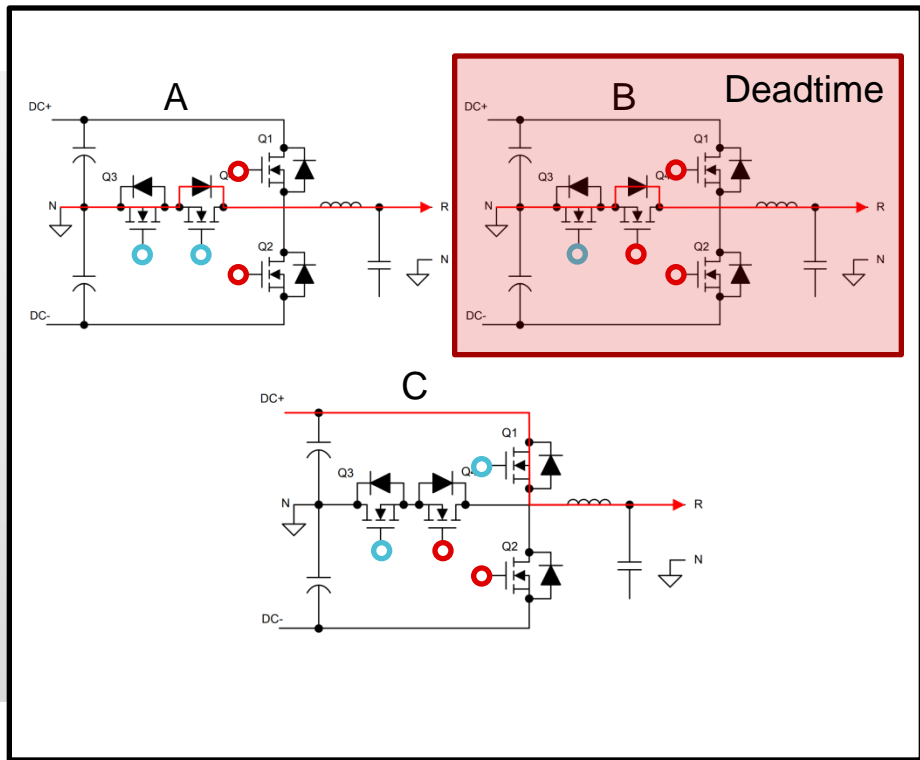 A
DC+
Q1
Q3
N
R
Q2
N
DC-
B
Deadtime
DC+
Q1
Q3
N
R
Q2
N
DC-
C
DC+
Q1
Q3
N
R
Q2
N
DC-